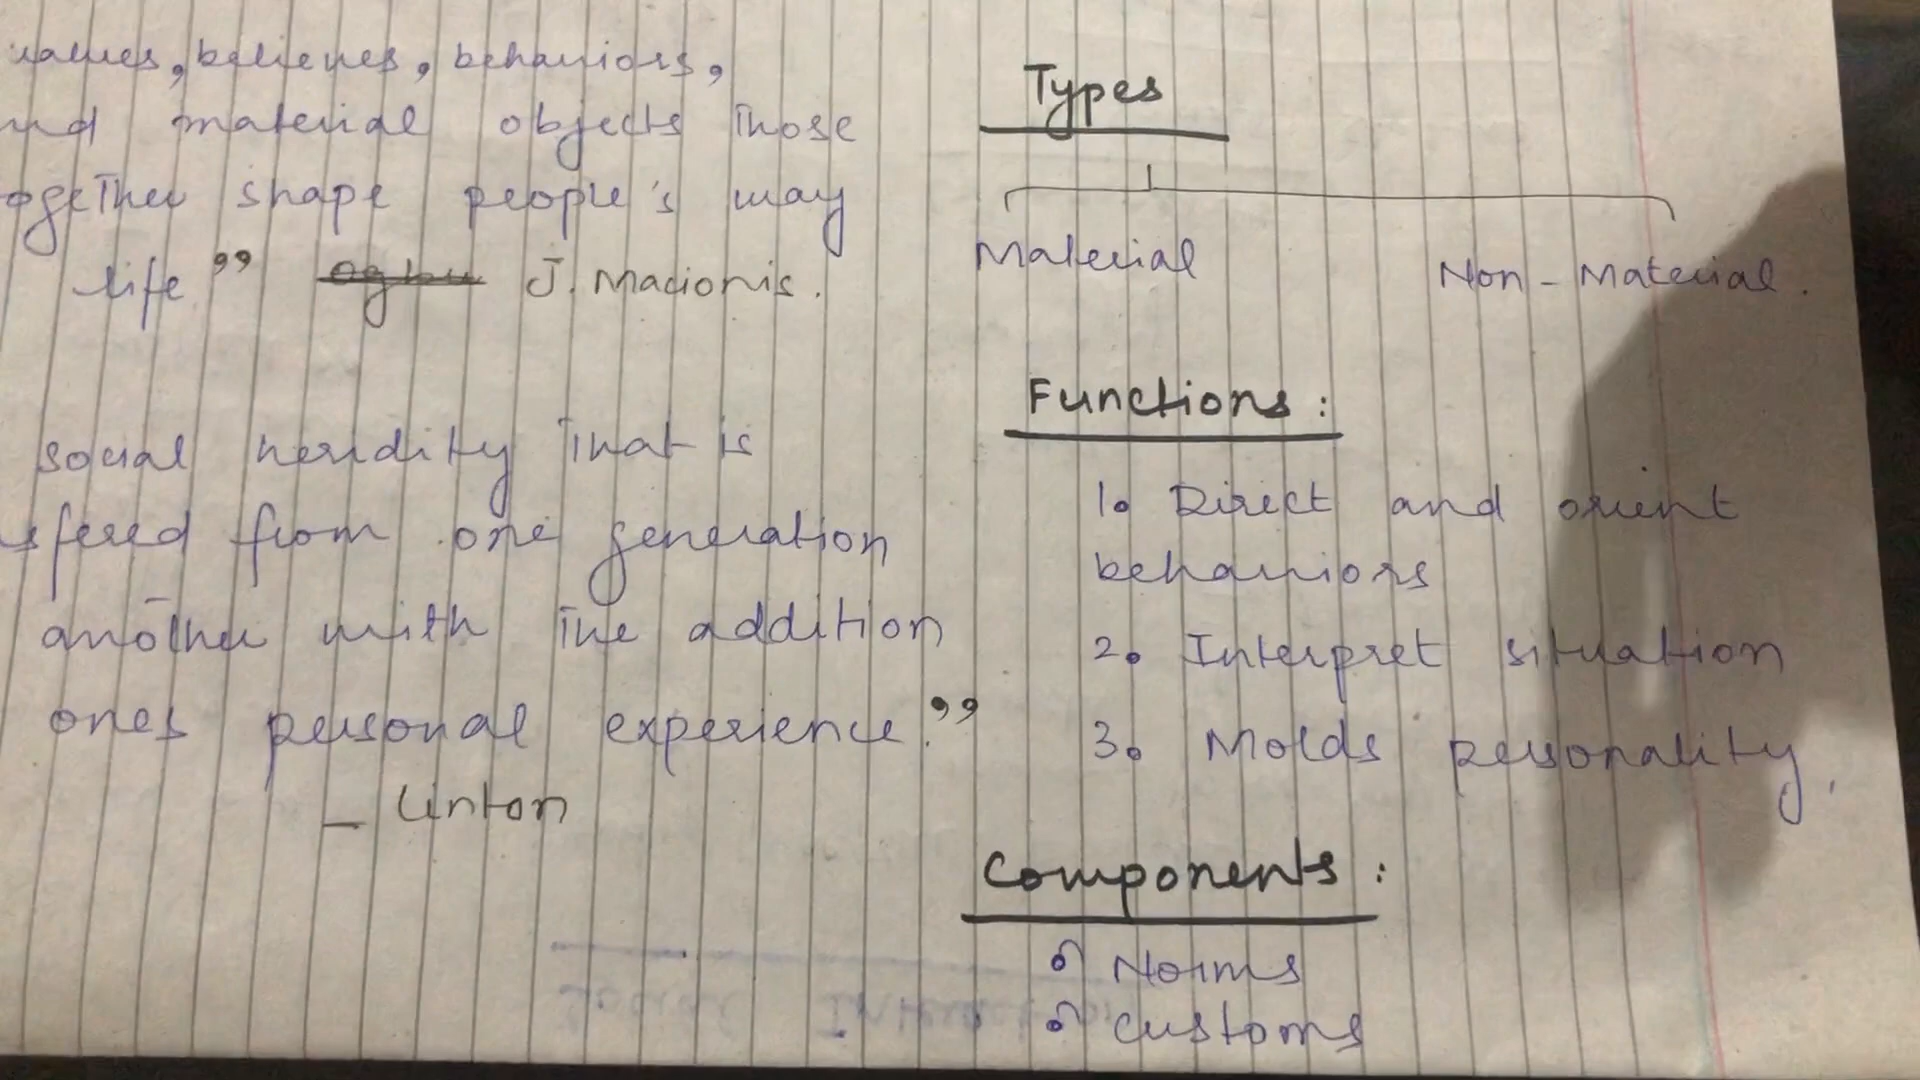 values, believes, behaviors,
and material objects those
together shape people's way
life." J. Macionis.
social heridity that is
sfered from one generation
another with the addition
ones personal experience."
_ Linton
Types
Material
Non - Material.
Functions :
1. Direct and orient
behaviors
2. Interpret situation
3. Molds personality,
Components :
Norms
Customs